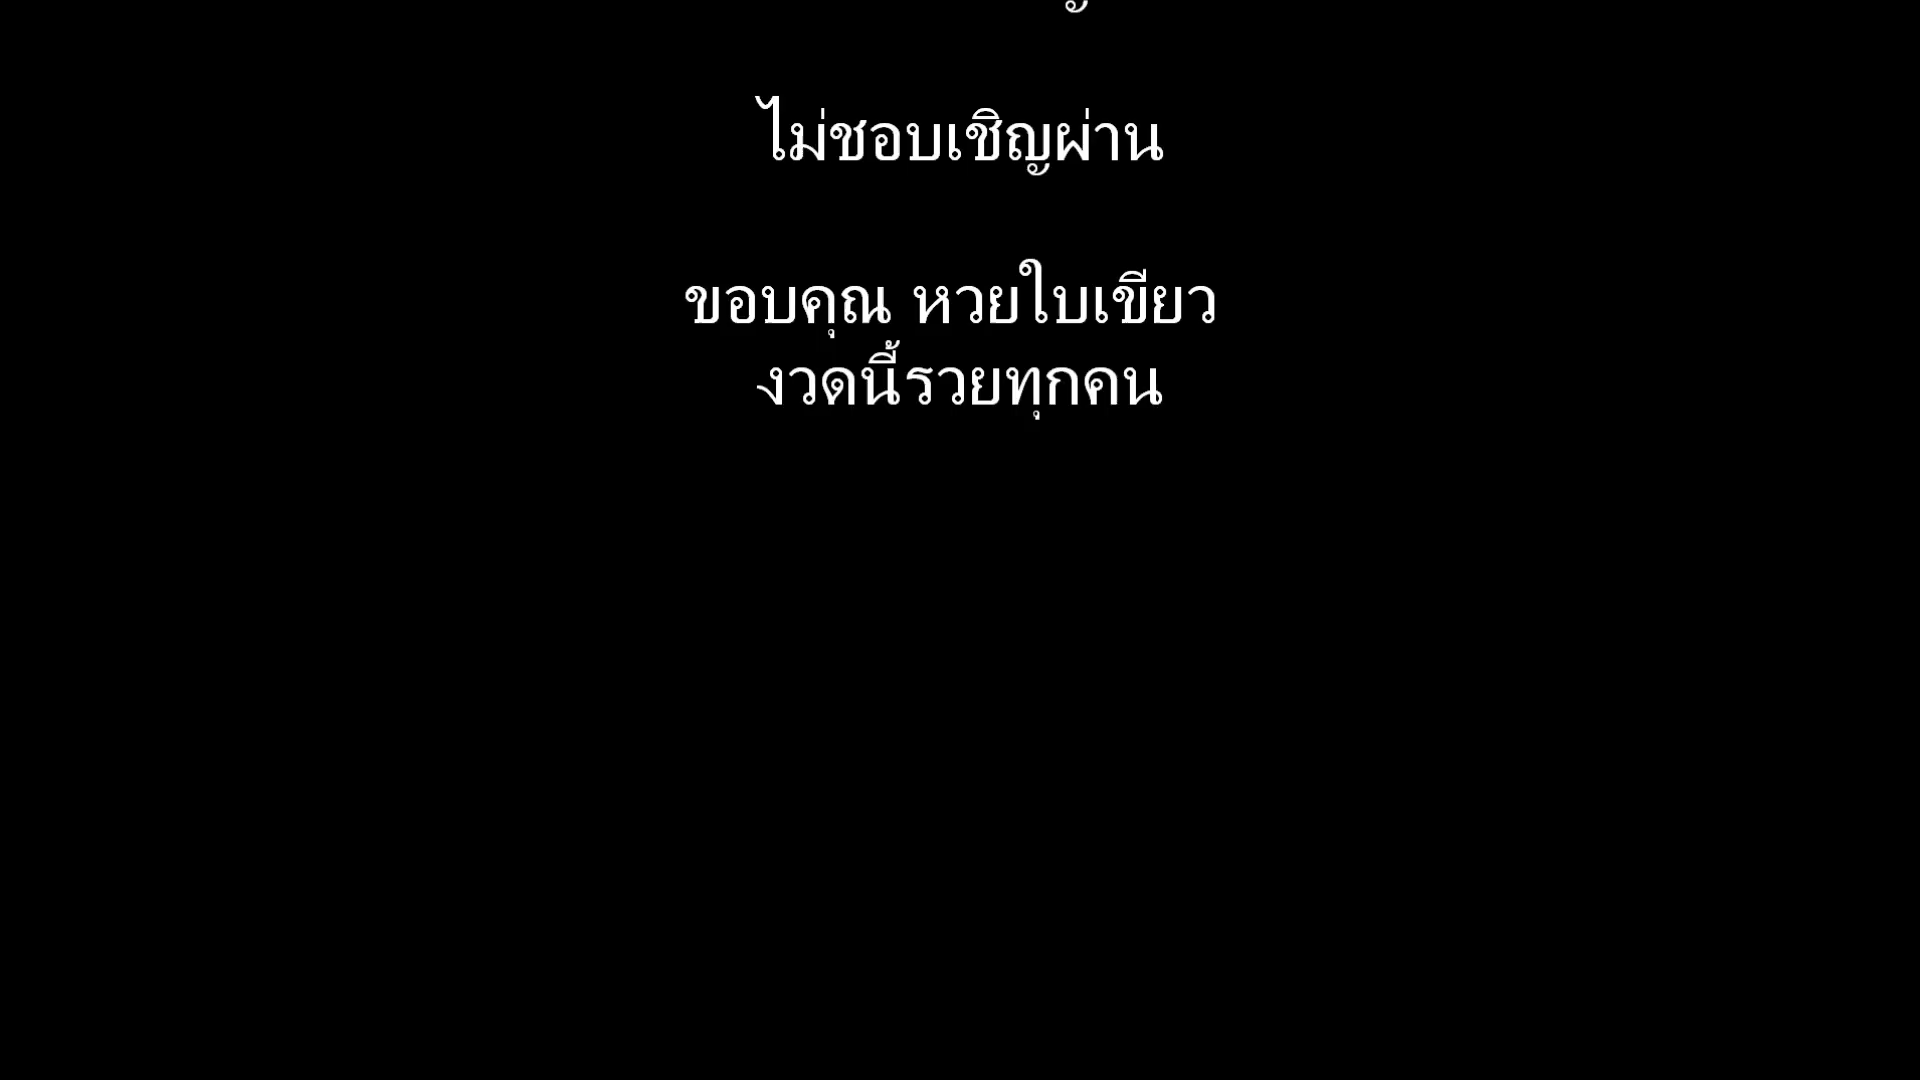 ไม่ชอบเชิญผ่าน
ขอบคุณ หวยใบเขียว
งวดนี้รวยทุกคน